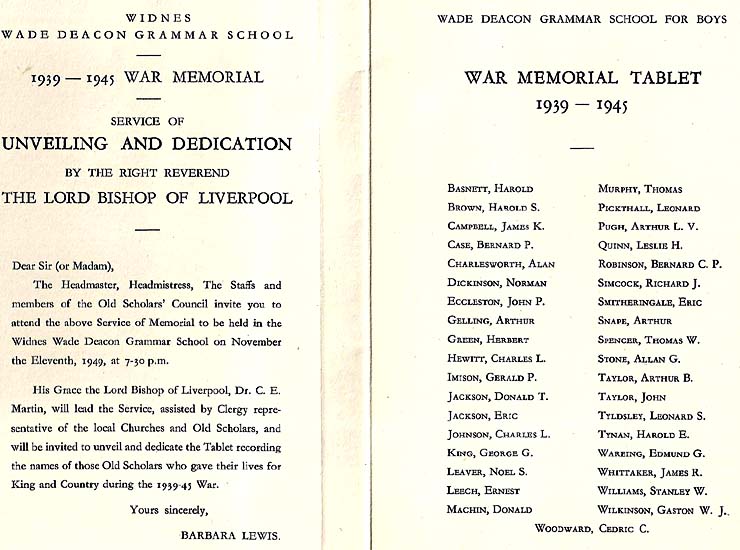 WIDNES
WADE DEACON GRAMMAR SCHOOL
1939 — 1945 WAR MEMORIAL
SERVICE OF
UNVEILING AND DEDICATION
BY THE RIGHT REVEREND
THE LORD BISHOP OF LIVERPOOL
Dear Sir (or Madam),
The Headmaster, Headmistress, The Staffs and
members of the Old Scholars' Council invite you to
attend the above Service of Memorial to be held in the
Widnes Wade Deacon Grammar School on November
the Eleventh, 1949, at 7-30 p.m.
His Grace the Lord Bishop of Liverpool, Dr. C. E.
Martin, will lead the Service, assisted by Clergy repre-
sentative of the local Churches and Old Scholars, and
will be invited to unveil and dedicate the Tablet recording
the names of those Old Scholars who gave their lives for
King and Country during the 1939-45 War.
Yours sincerely,
BARBARA LEWIS.
WADE DEACON GRAMMAR SCHOOL FOR BOYS
WAR MEMORIAL TABLET
1939 — 1945
BASNETT, HAROLD
BROWN, HAROLD S.
CAMPBELL, JAMES K.
CASE, BERNARD P.
CHARLESWORTH, ALAN
DICKINSON, NORMAN
ECCLESTON, JOHN P.
GELLING, ARTHUR
GREEN, HERBERT
HEWITT, CHARLES L.
IMISON, GERALD P.
JACKSON, DONALD T.
JACKSON, ERIC
JOHNSON, CHARLES L.
KING, GEORGE G.
LEAVER, NOEL S.
LEECH, ERNEST
MACHIN, DONALD
MURPHY, THOMAS
PICKTHALL, LEONARD
PUGH, ARTHUR L. V.
QUINN, LESLIE H.
ROBINSON, BERNARD C. P.
SIMCOCK, RICHARD J.
SMITHERINGALE, ERIC
SNAPE, ARTHUR
SPENCER, THOMAS W.
STONE, ALLAN G.
TAYLOR, ARTHUR B.
TAYLOR, JOHN
TYLDSLEY, LEONARD S.
TYNAN, HAROLD E.
WAREING, EDMUND G.
WHITTAKER, JAMES R.
WILLIAMS, STANLEY W.
WILKINSON, GASTON W. J.
WOODWARD, CEDRIC C.